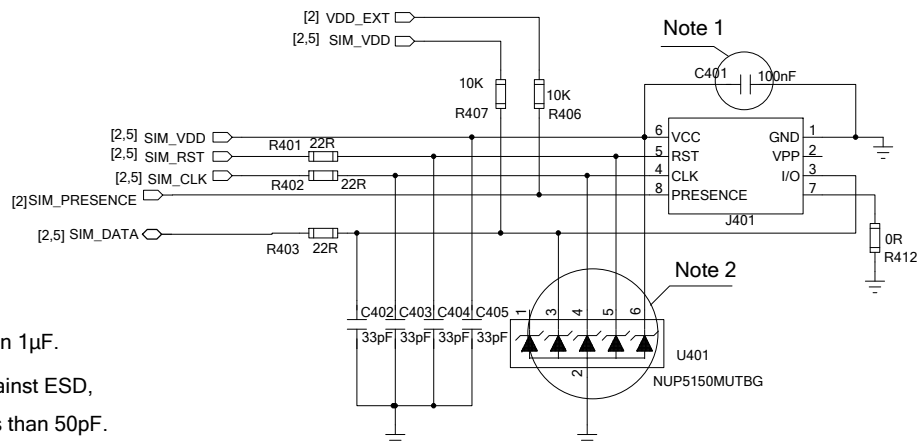 [2] VDD_EXT
[2,5] SIM_VDD
Note 1
C401 100nF
10K
R407
10K
R406
[2,5] SIM_VDD
[2,5] SIM_RST
R401 22R
[2,5] SIM_CLK
R402 22R
[2]SIM_PRESENCE
[2,5] SIM_DATA
R403 22R
6 VCC GND 1
5 RST VPP 2
4 CLK I/O 3
8 PRESENCE 7
J401
0R
R412
Note 2
C402 C403 C404 C405
33pF 33pF 33pF 33pF
1 3 4 5 6
2
U401
NUP5150MUTBG
n 1µF.
ainst ESD,
s than 50pF.